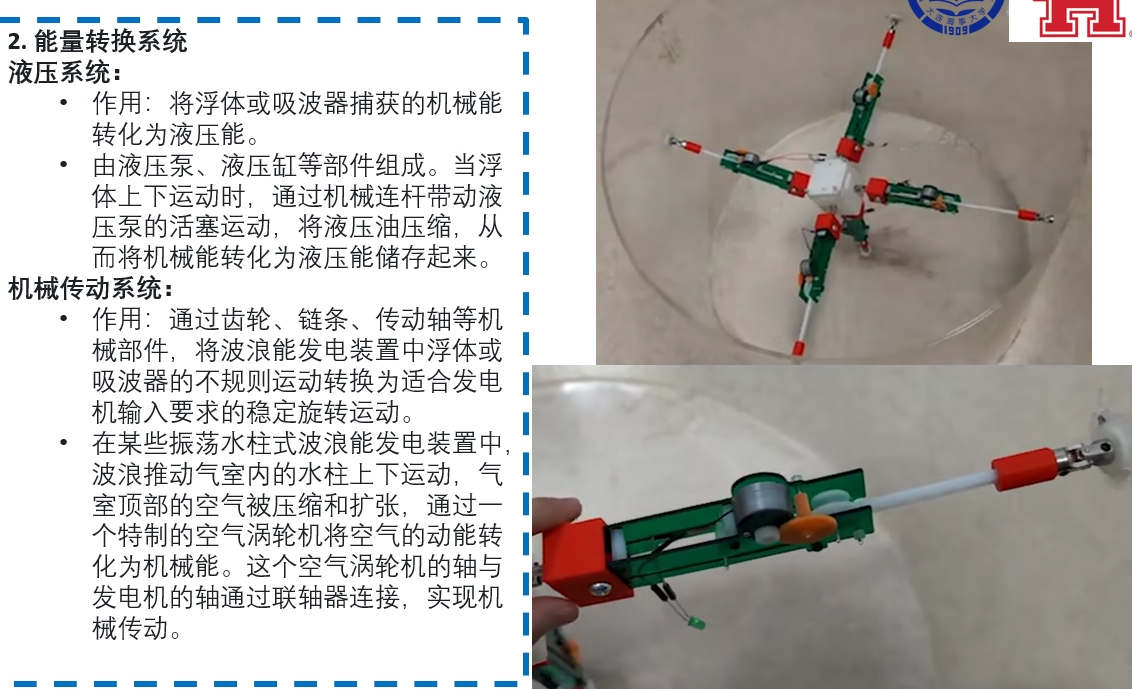 2. 能量转换系统
液压系统：
• 作用：将浮体或吸波器捕获的机械能
转化为液压能。
• 由液压泵、液压缸等部件组成。当浮
体上下运动时，通过机械连杆带动液
压泵的活塞运动，将液压油压缩，从
而将机械能转化为液压能储存起来。
机械传动系统：
• 作用：通过齿轮、链条、传动轴等机
械部件，将波浪能发电装置中浮体或
吸波器的不规则运动转换为适合发电
机输入要求的稳定旋转运动。
• 在某些振荡水柱式波浪能发电装置中，
波浪推动气室内的水柱上下运动，气
室顶部的空气被压缩和扩张，通过一
个特制的空气涡轮机将空气的动能转
化为机械能。这个空气涡轮机的轴与
发电机的轴通过联轴器连接，实现机
械传动。
大连海事大学
1909